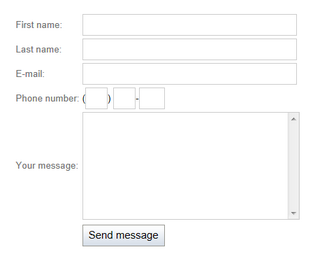 First name:
Last name:
E-mail:
Phone number: ( ) -
Your message:
Send message